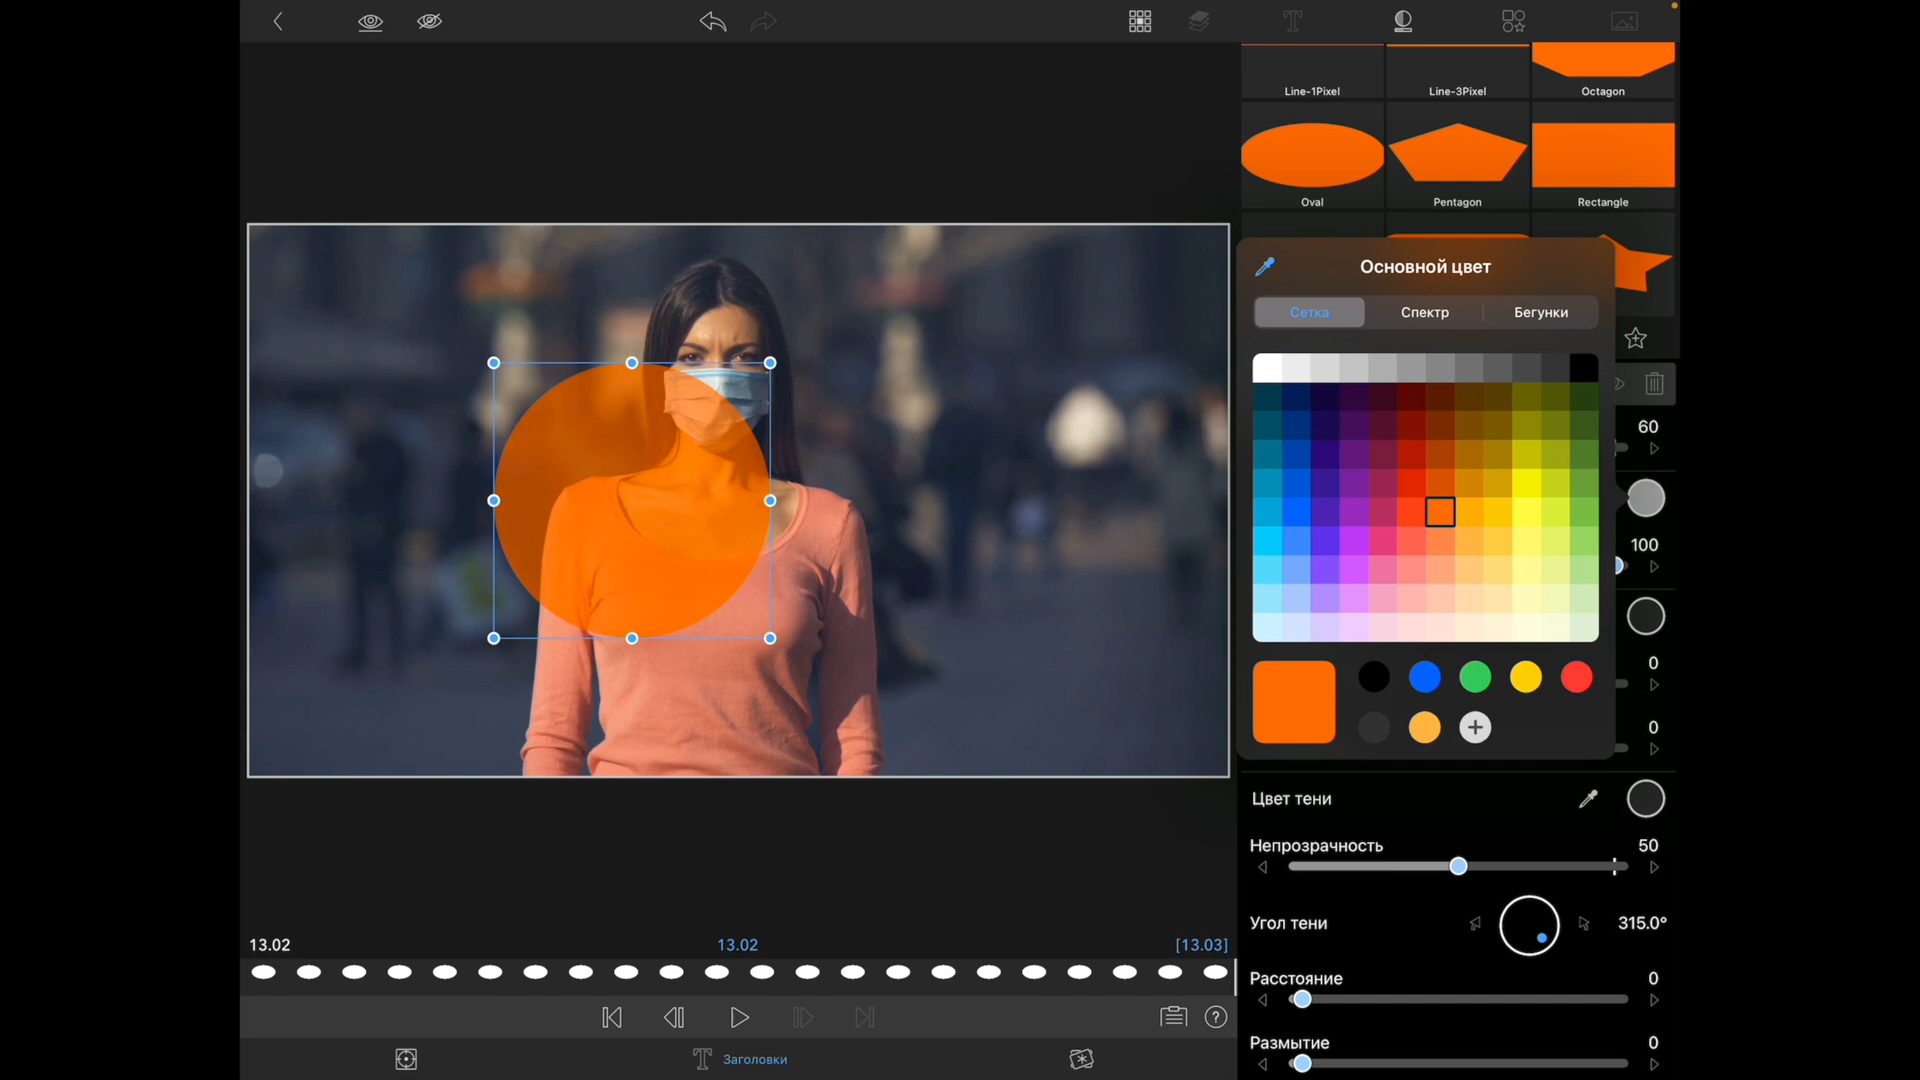 Line-1Pixel
Line-3Pixel
Octagon
Oval
Pentagon
Rectangle
Основной цвет
Сетка
Спектр
Бегунки
60
100
0
0
Цвет тени
Непрозрачность
50
Угол тени
315.0°
Расстояние
0
Размытие
0
13.02
13.02
[13.03]
Заголовки